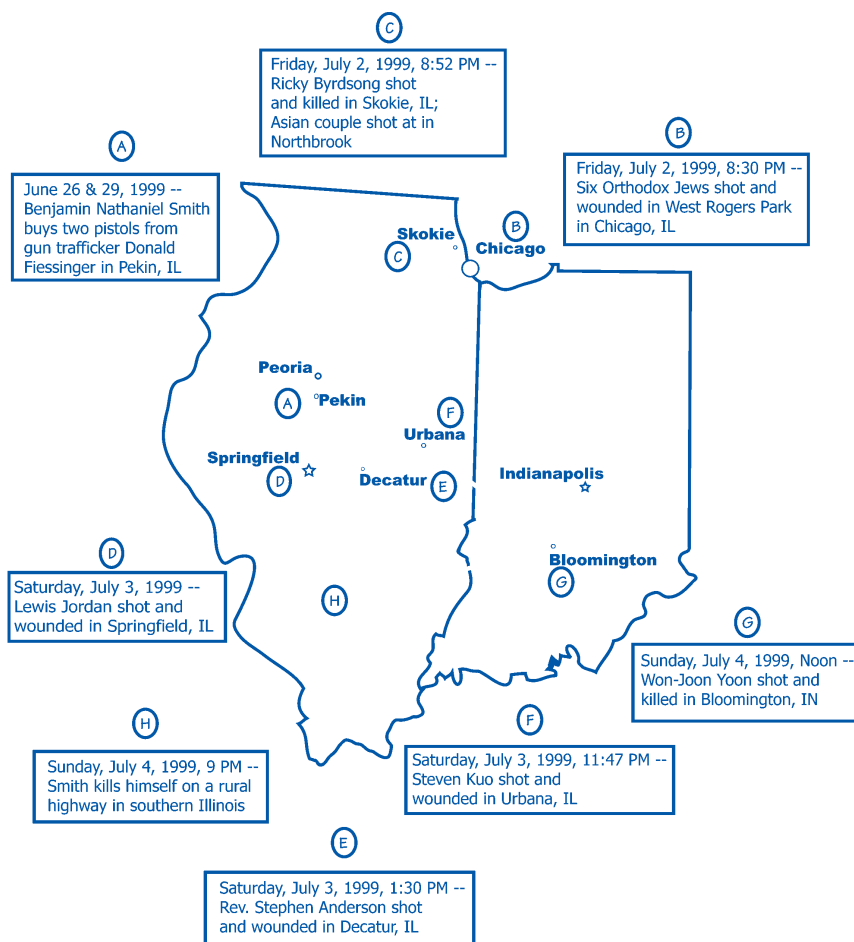 C
Friday, July 2, 1999, 8:52 PM --
Ricky Byrdsong shot
and killed in Skokie, IL;
Asian couple shot at in
Northbrook
A
June 26 & 29, 1999 --
Benjamin Nathaniel Smith
buys two pistols from
gun trafficker Donald
Fiessinger in Pekin, IL
B
Friday, July 2, 1999, 8:30 PM --
Six Orthodox Jews shot and
wounded in West Rogers Park
in Chicago, IL
B
Skokie
Chicago
C
Peoria
A
Pekin
F
Urbana
Springfield
D
Decatur
E
Indianapolis
Bloomington
G
H
D
Saturday, July 3, 1999 --
Lewis Jordan shot and
wounded in Springfield, IL
G
Sunday, July 4, 1999, Noon --
Won-Joon Yoon shot and
killed in Bloomington, IN
H
Sunday, July 4, 1999, 9 PM --
Smith kills himself on a rural
highway in southern Illinois
F
Saturday, July 3, 1999, 11:47 PM --
Steven Kuo shot and
wounded in Urbana, IL
E
Saturday, July 3, 1999, 1:30 PM --
Rev. Stephen Anderson shot
and wounded in Decatur, IL